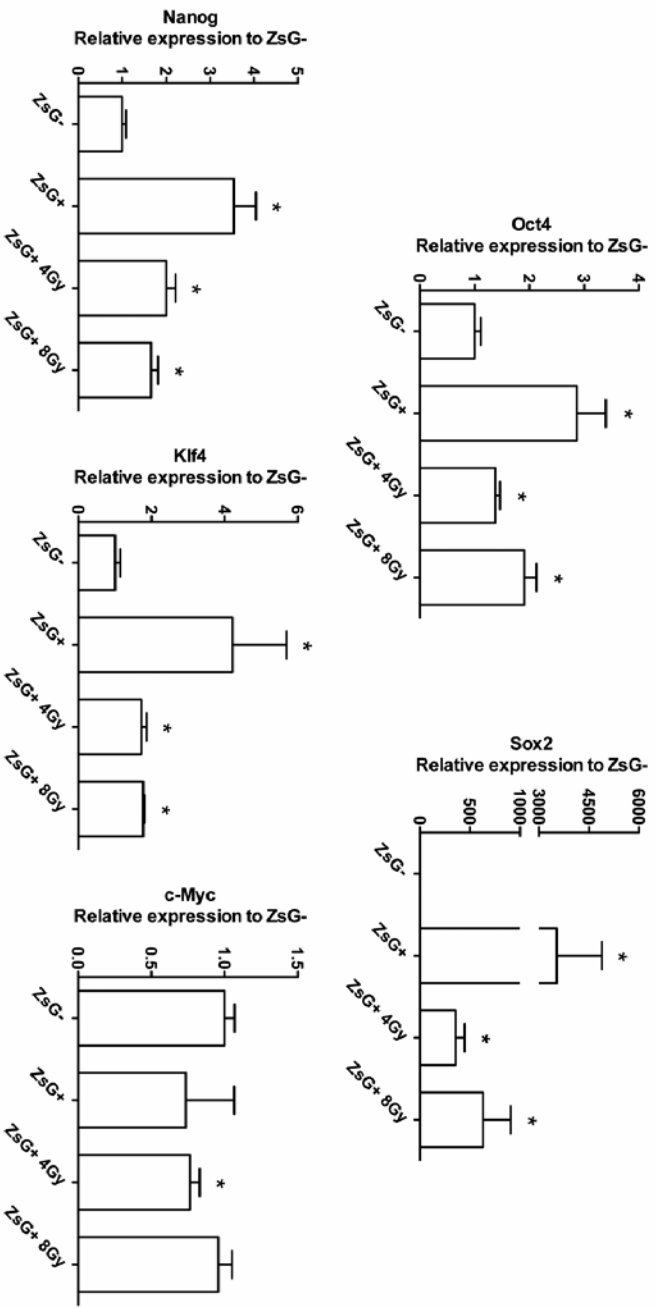 Oct4
Relative expression to ZsG-
4
3
2
1
0
ZsG-
ZsG+
ZsG+ 4Gy
ZsG+ 8Gy
Sox2
Relative expression to ZsG-
6000
4500
3000
10000
5000
0
ZsG-
ZsG+
ZsG+ 4Gy
ZsG+ 8Gy
Nanog
Relative expression to ZsG-
5
4
3
2
1
0
ZsG-
ZsG+
ZsG+ 4Gy
ZsG+ 8Gy
Klf4
Relative expression to ZsG-
6
4
2
0
ZsG-
ZsG+
ZsG+ 4Gy
ZsG+ 8Gy
c-Myc
Relative expression to ZsG-
1.5
1.0
0.5
0.0
ZsG-
ZsG+
ZsG+ 4Gy
ZsG+ 8Gy